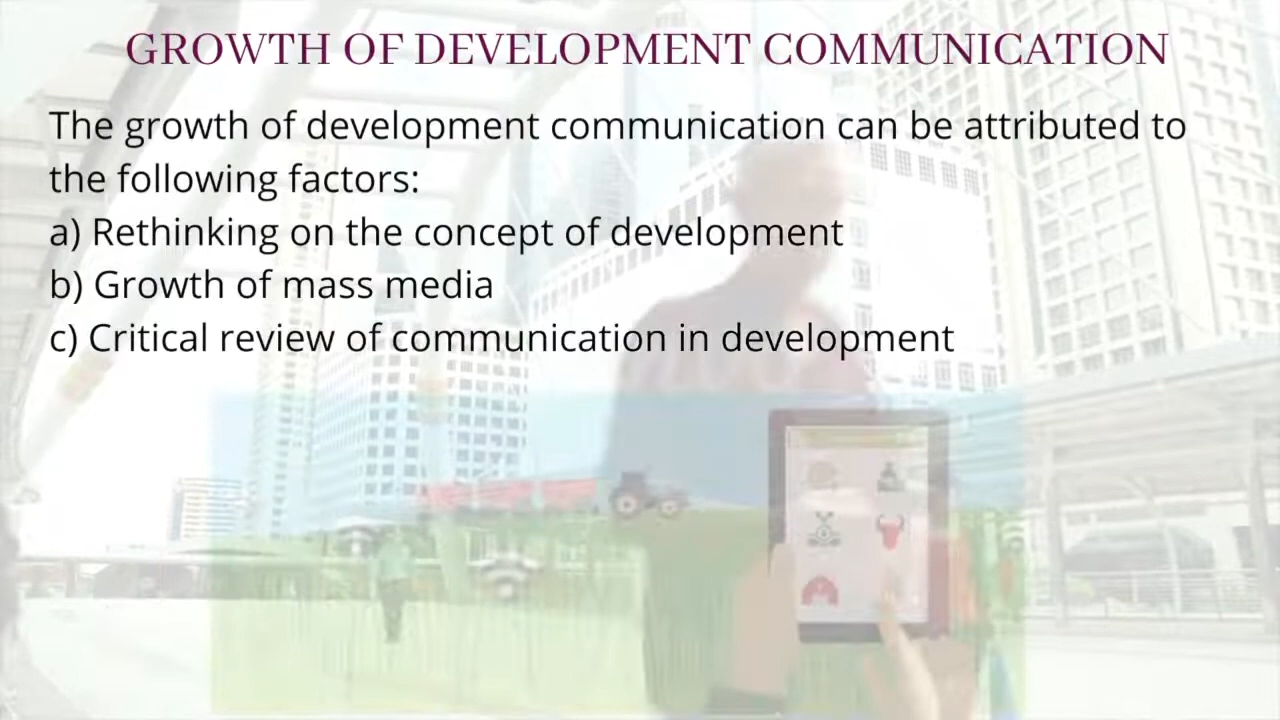 GROWTH OF DEVELOPMENT COMMUNICATION
The growth of development communication can be attributed to
the following factors:
a) Rethinking on the concept of development
b) Growth of mass media
c) Critical review of communication in development